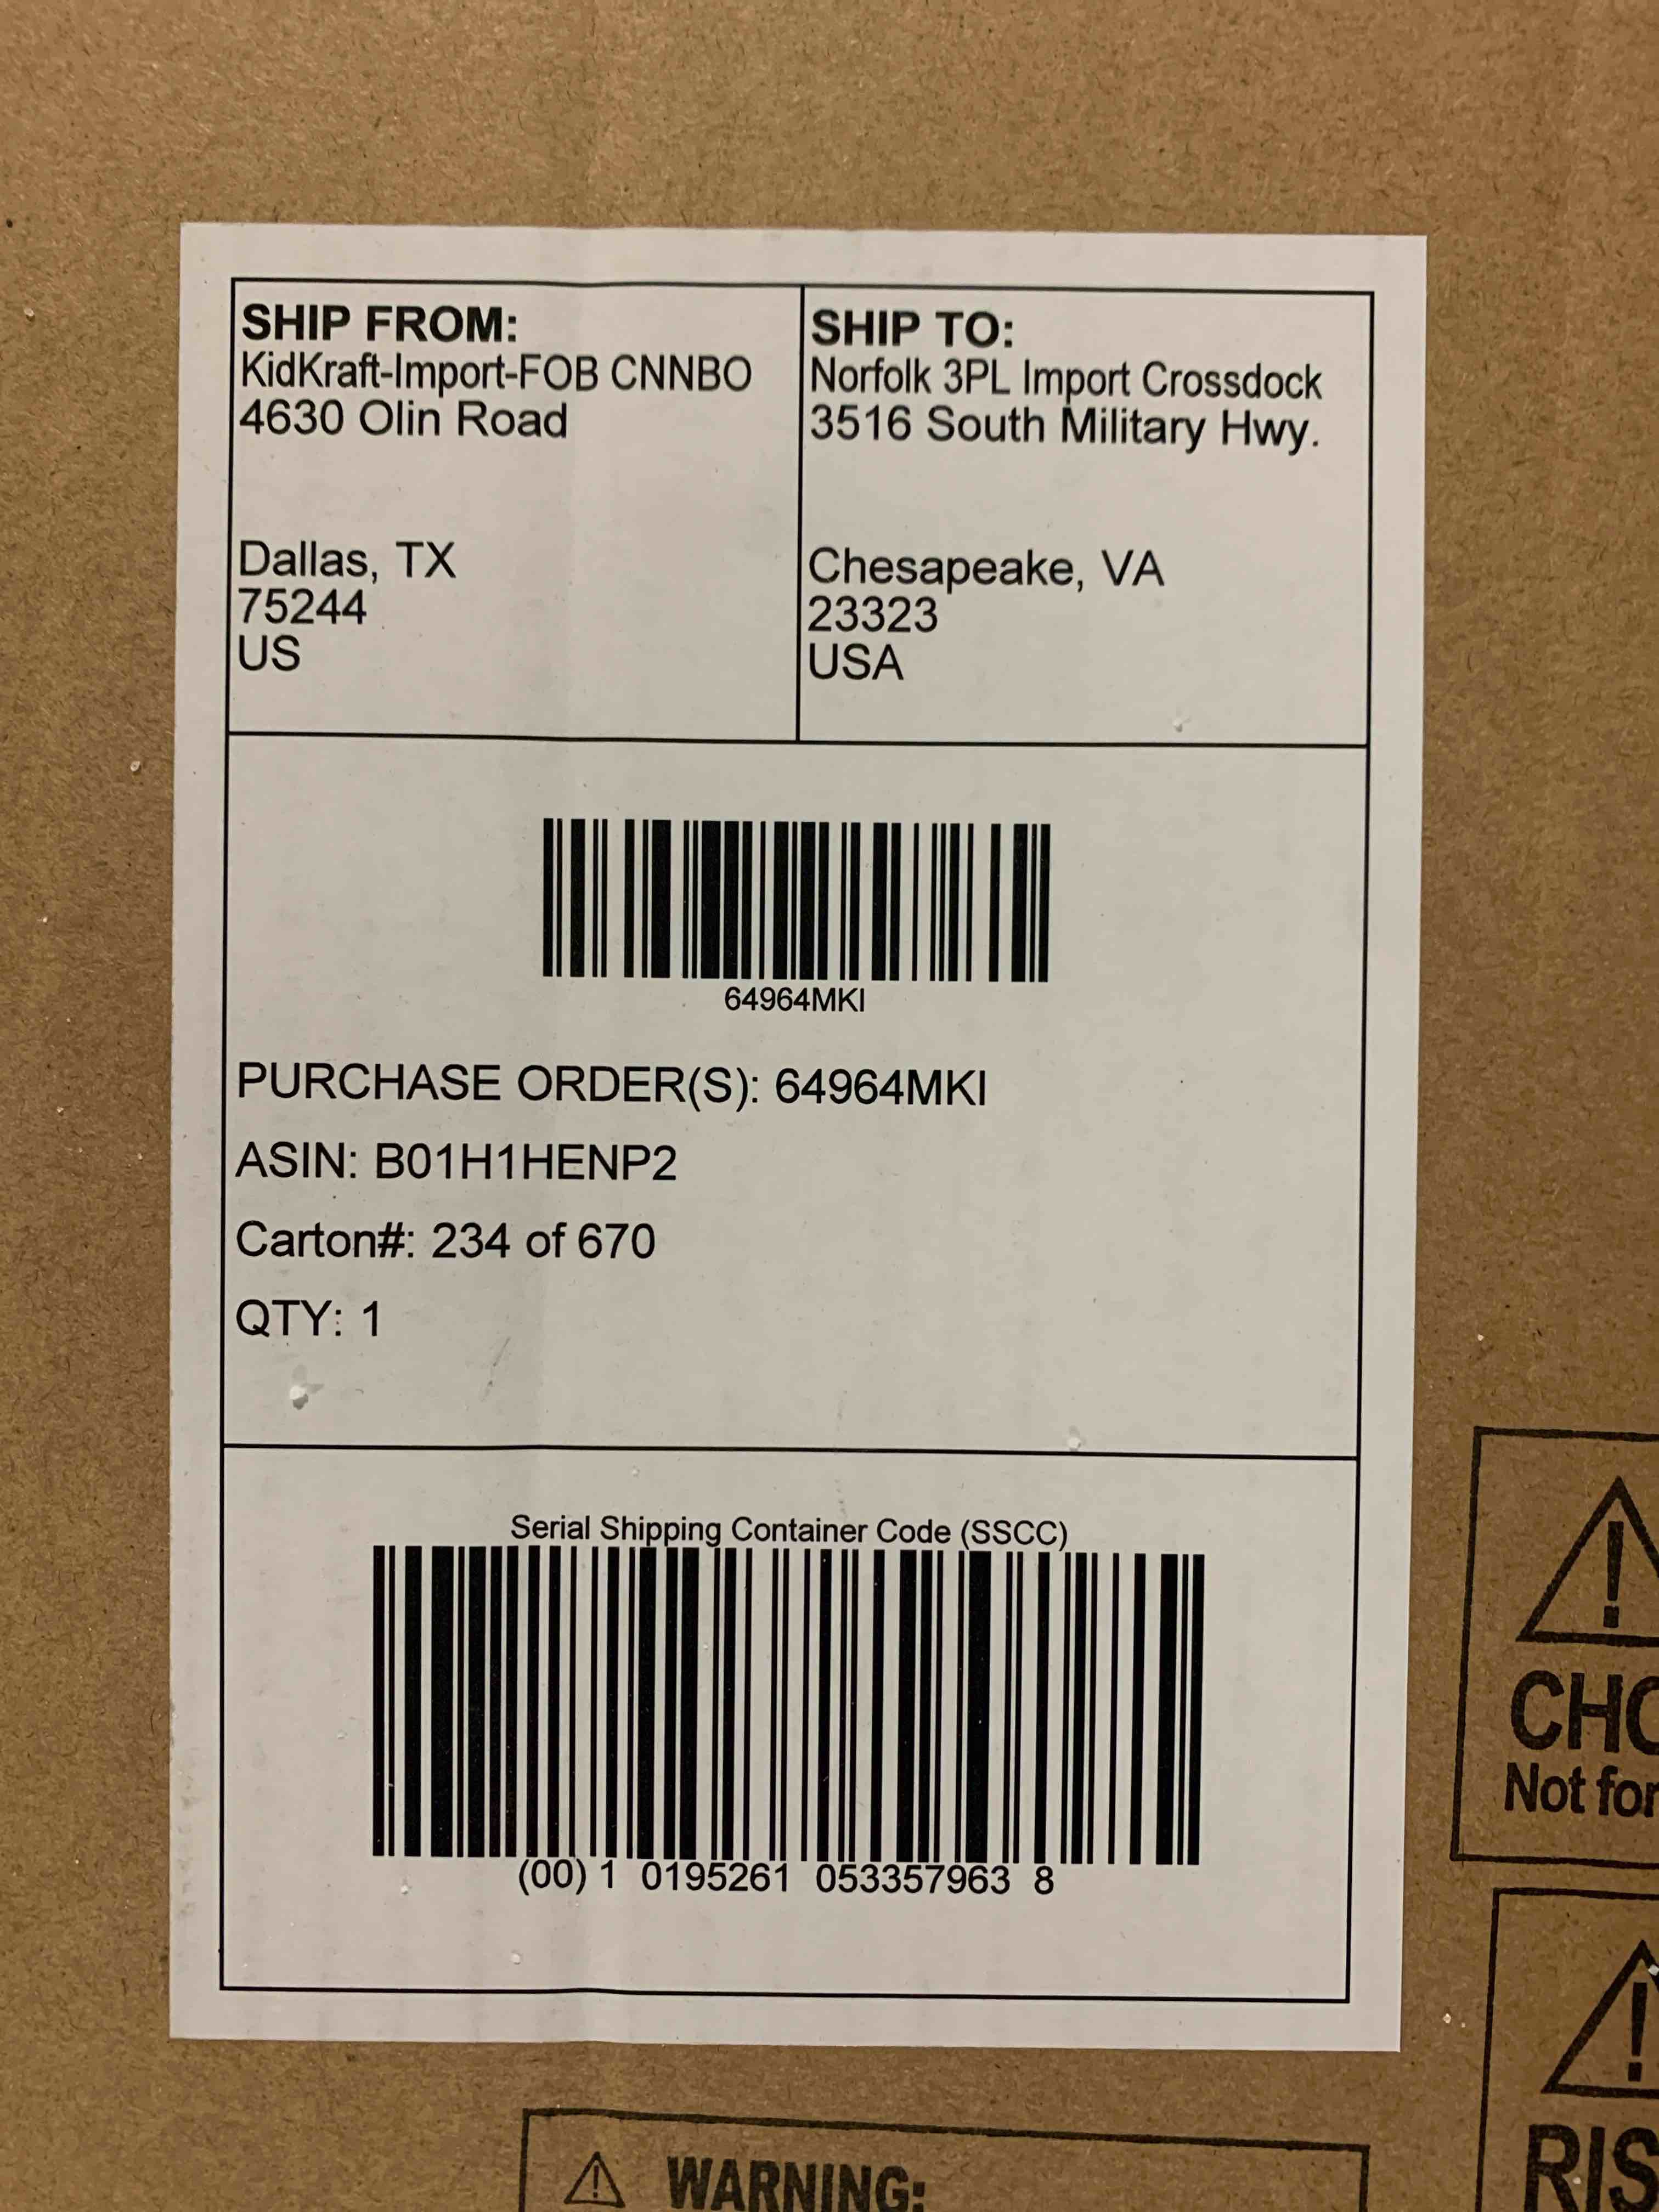 SHIP FROM:
KidKraft-Import-FOB CNNBO
4630 Olin Road
Dallas, TX
75244
US
SHIP TO:
Norfolk 3PL Import Crossdock
3516 South Military Hwy.
Chesapeake, VA
23323
USA
64964MKI
PURCHASE ORDER(S): 64964MKI
ASIN: B01H1HENP2
Carton#: 234 of 670
QTY: 1
Serial Shipping Container Code (SSCC)
(00) 1 0195261 053357963 8
Not for
WARNING: